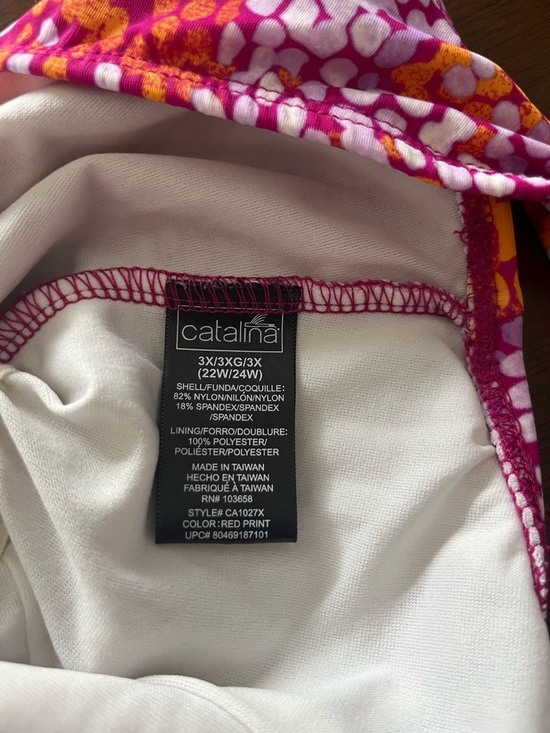 catalina
3X/3XG/3X
(22W/24W)
SHELL/FUNDA/COQUILLE:
82% NYLON/NILÓN/NYLON
18% SPANDEX/SPANDEX
/SPANDEX
LINING/FORRO/DOUBLURE:
100% POLYESTER/
POLIÉSTER/POLYESTER
MADE IN TAIWAN
HECHO EN TAIWAN
FABRIQUÉ À TAIWAN
RN# 103658
STYLE# CA1027X
COLOR: RED PRINT
UPC# 80469187101